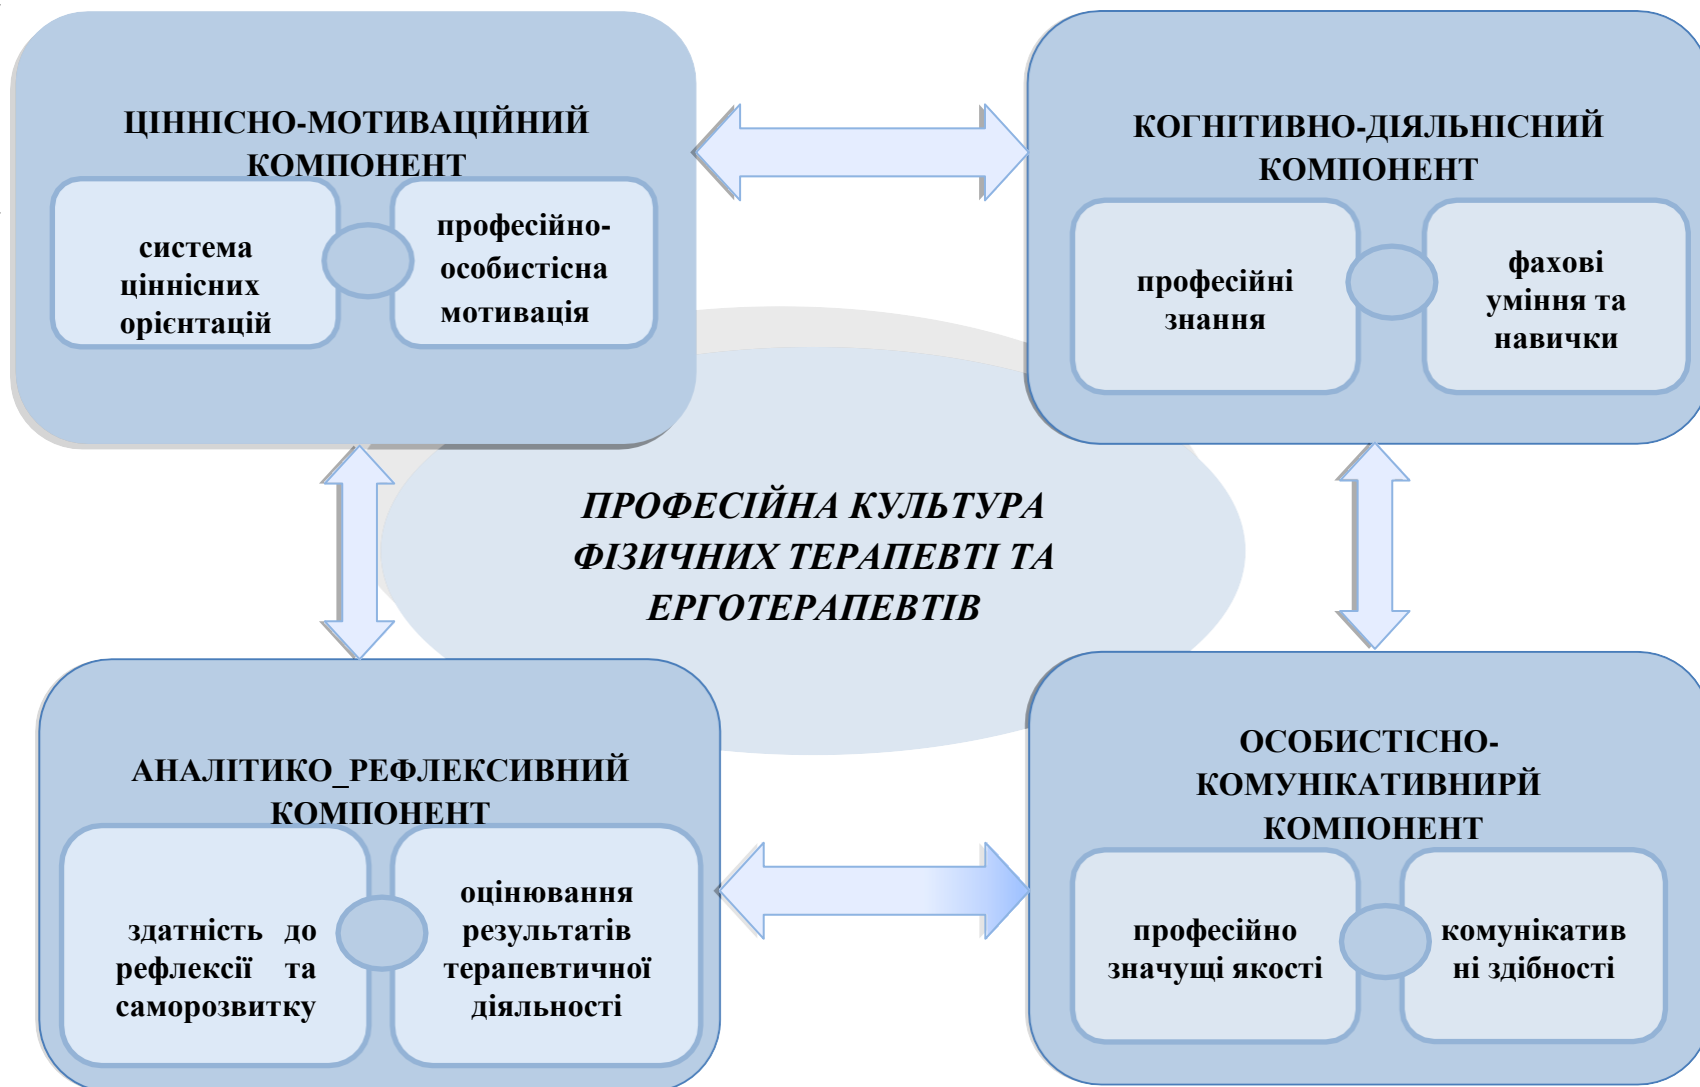 ЦІННІСНО-МОТИВАЦІЙНИЙ
КОМПОНЕНТ
система
ціннісних
орієнтацій
професійно-
особистісна
мотивація
КОГНІТИВНО-ДІЯЛЬНІСНИЙ
КОМПОНЕНТ
професійні
знання
фахові
уміння та
навички
ПРОФЕСІЙНА КУЛЬТУРА
ФІЗИЧНИХ ТЕРАПЕВТІ ТА
ЕРГОТЕРАПЕВТІВ
АНАЛІТИКО_РЕФЛЕКСИВНИЙ
КОМПОНЕНТ
здатність до
рефлексії та
саморозвитку
оцінювання
результатів
терапевтичної
діяльності
ОСОБИСТІСНО-
КОМУНІКАТИВНИРЙ
КОМПОНЕНТ
професійно
значущі якості
комунікатив
ні здібності